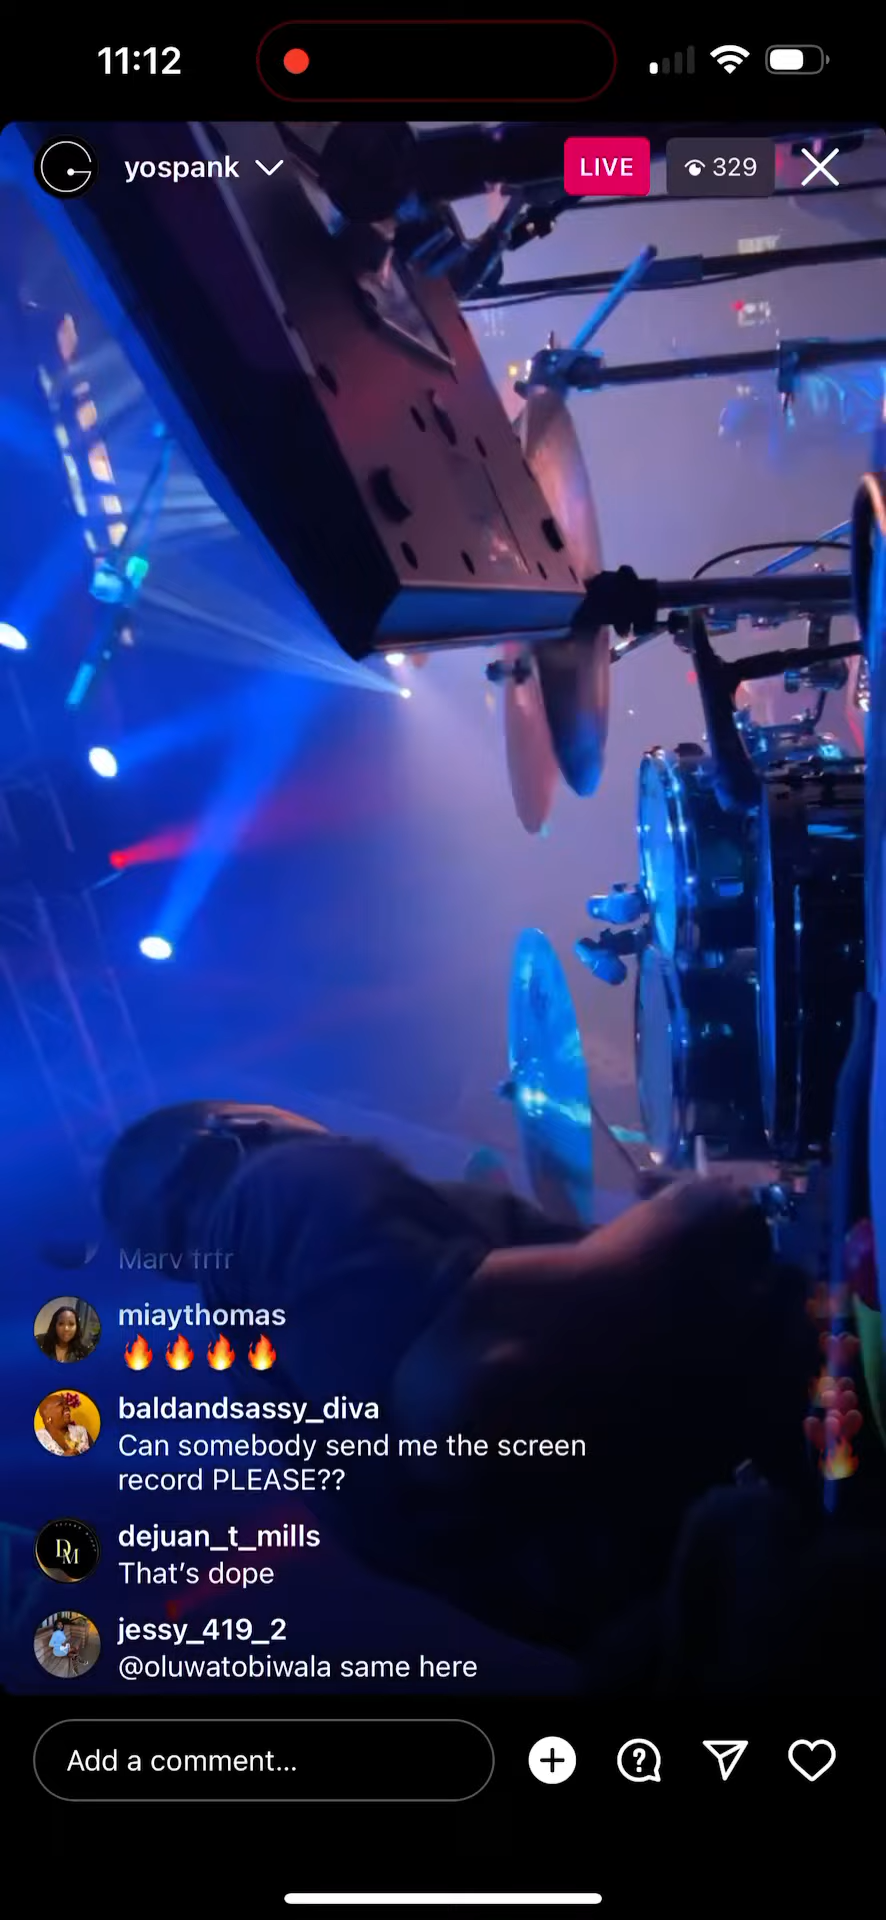 11:12
yospank
LIVE
329
Marv frfr
miaythomas
🔥 🔥 🔥 🔥
baldandsassy_diva
Can somebody send me the screen
record PLEASE??
dejuan_t_mills
That's dope
jessy_419_2
@oluwatobiwala same here
Add a comment...